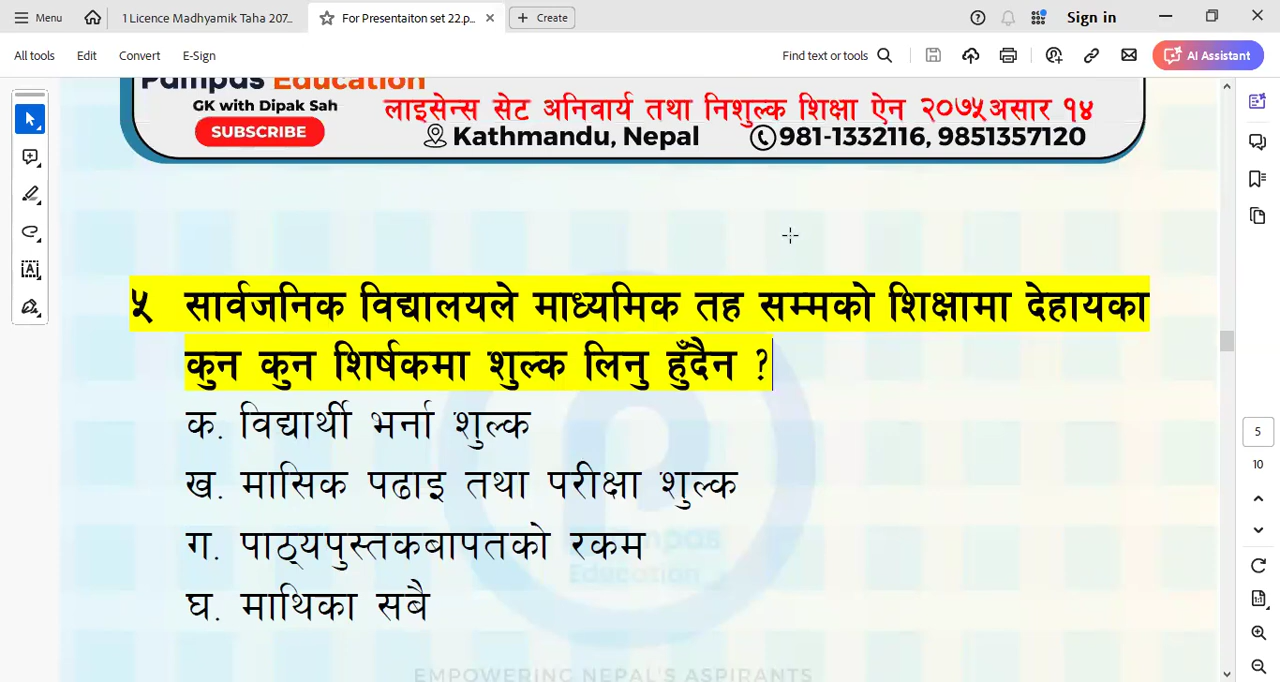 Menu
1 Licence Madhyamik Taha 207...
For Presentaiton set 22.p...
Create
Sign in
All tools
Edit
Convert
E-Sign
Find text or tools
AI Assistant
Pumpus Education
GK with Dipak Sah
SUBSCRIBE
लाइसेन्स सेट अनिवार्य तथा निशुल्क शिक्षा ऐन २०७५असार १४
Kathmandu, Nepal
981-1332116, 9851357120
५ सार्वजनिक विद्यालयले माध्यमिक तह सम्मको शिक्षामा देहायका
कुन कुन शिर्षकमा शुल्क लिनु हुँदैन ?
क. विद्यार्थी भर्ना शुल्क
ख. मासिक पढाइ तथा परीक्षा शुल्क
ग. पाठ्यपुस्तकबापतको रकम
घ. माथिका सबै
Education
EMPOWERING NEPAL'S ASPIRANTS
5
10